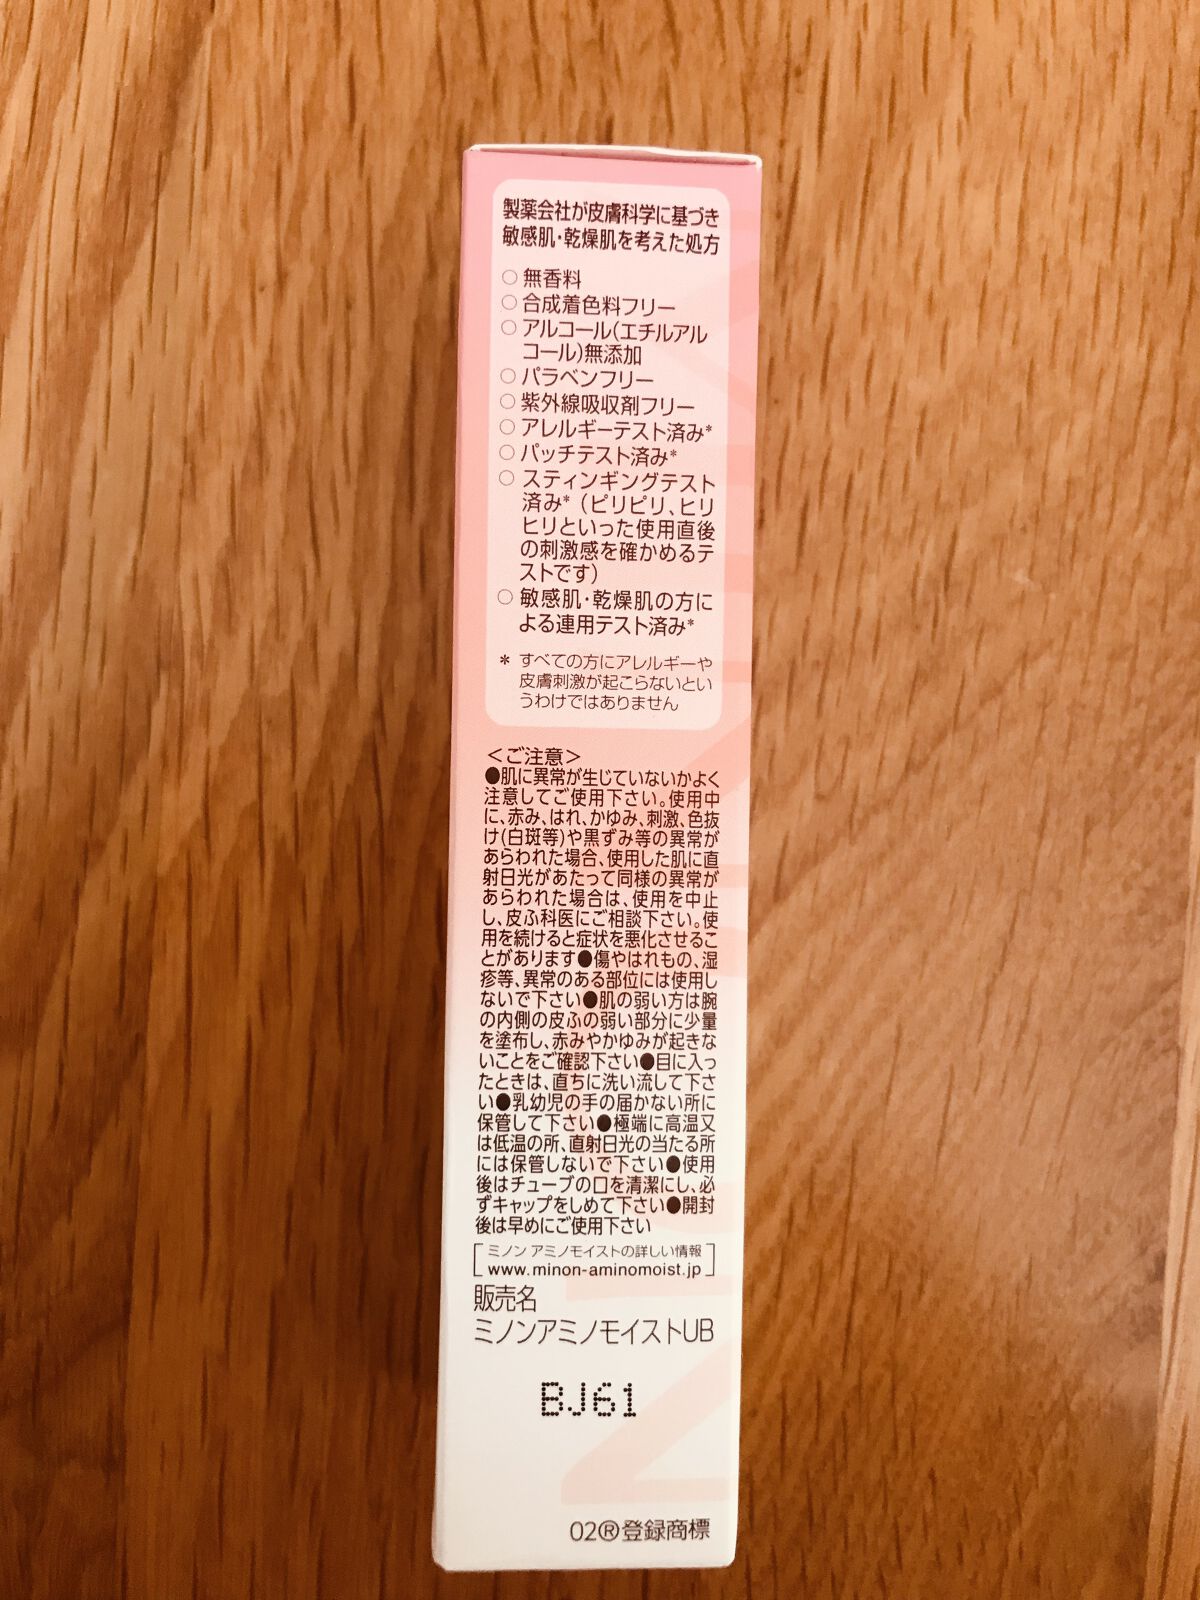 製薬会社が皮膚科学に基づき
敏感肌・乾燥肌を考えた処方
○ 無香料
○ 合成着色料フリー
○ アルコール(エチルアル
コール)無添加
○ パラベンフリー
○ 紫外線吸収剤フリー
○ アレルギーテスト済み*
○ パッチテスト済み*
○ スティンギングテスト
済み*(ピリピリ、ヒリ
ヒリといった使用直後
の刺激感を確かめるテ
ストです)
○ 敏感肌・乾燥肌の方に
よる連用テスト済み*
* すべての方にアレルギーや
皮膚刺激が起こらないとい
うわけではありません
<ご注意>
●肌に異常が生じていないかよく
注意してご使用下さい。使用中
に、赤み、はれ、かゆみ、刺激、色抜
け(白斑等)や黒ずみ等の異常が
あらわれた場合、使用した肌に直
射日光があたって同様の異常が
あらわれた場合は、使用を中止
し、皮ふ科医にご相談下さい。使
用を続けると症状を悪化させるこ
とがあります●傷やはれもの、湿
疹等、異常のある部位には使用し
ないで下さい●肌の弱い方は腕
の内側の皮ふの弱い部分に少量
を塗布し、赤みやかゆみが起きな
いことをご確認下さい●目に入っ
たときは、直ちに洗い流して下さ
い●乳幼児の手の届かない所に
保管して下さい●極端に高温又
は低温の所、直射日光の当たる所
には保管しないで下さい●使用
後はチューブの口を清潔にし、必
ずキャップをしめて下さい●開封
後は早めにご使用下さい
ミノン アミノモイストの詳しい情報
www.minon-aminomoist.jp
販売名
ミノンアミノモイストUB
BJ61
02®登録商標